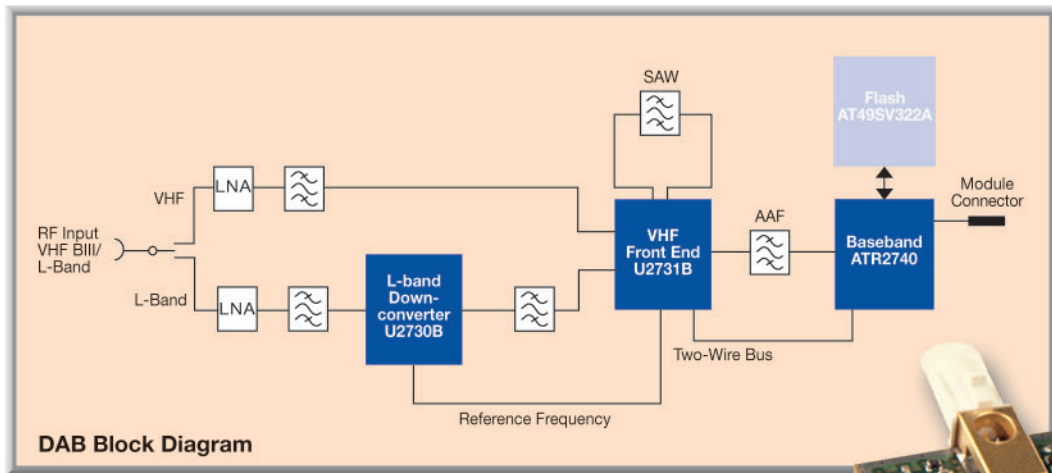 SAW
Flash
AT49SV322A
LNA
VHF
Module
Connector
RF Input
VHF BIII/
L-Band
VHF
Front End
U2731B
AAF
Baseband
ATR2740
L-Band
LNA
L-band
Down-
converter
U2730B
Two-Wire Bus
Reference Frequency
DAB Block Diagram